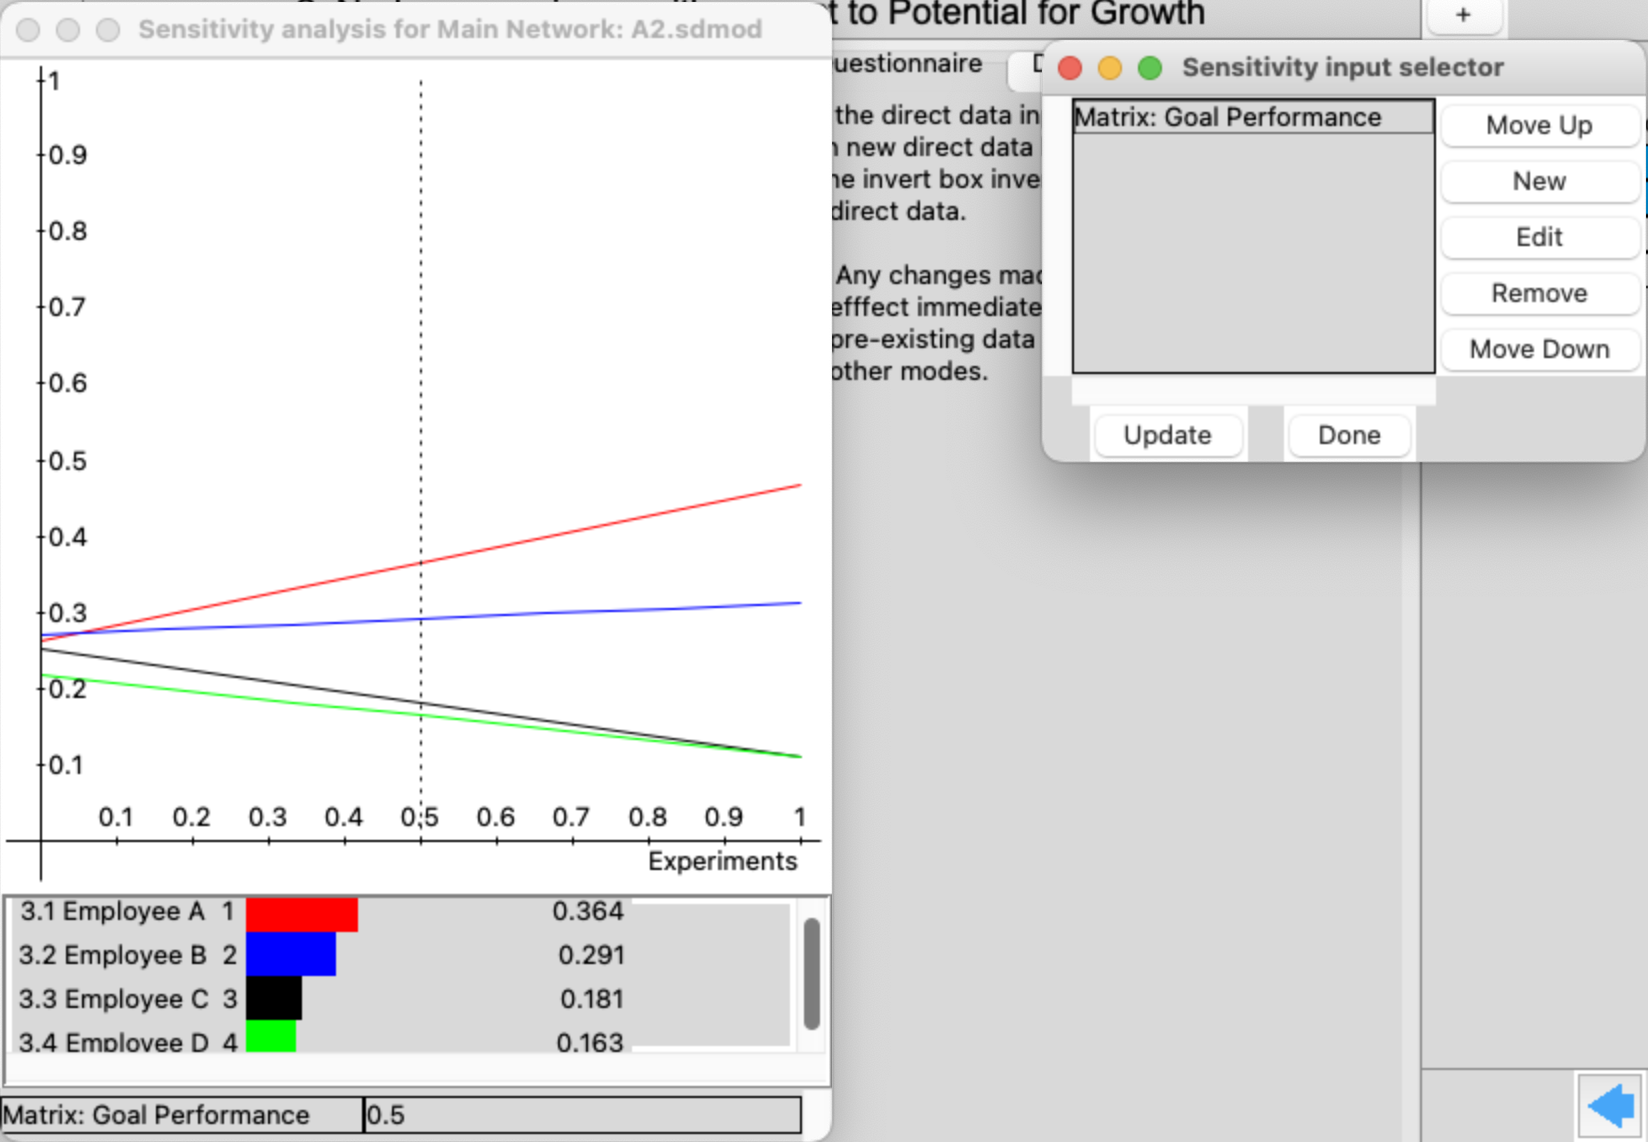 t to Potential for Growth
+
Sensitivity analysis for Main Network: A2.sdmod
1
0.9
0.8
0.7
0.6
0.5
0.4
0.3
0.2
0.1
0.1 0.2 0.3 0.4 0.5 0.6 0.7 0.8 0.9 1
Experiments
3.1 Employee A 1 0.364
3.2 Employee B 2 0.291
3.3 Employee C 3 0.181
3.4 Employee D 4 0.163
Matrix: Goal Performance 0.5
uestionnaire
the direct data in
new direct data
he invert box inve
direct data.
Any changes mad
efffect immediate
pre-existing data
other modes.
Sensitivity input selector
Matrix: Goal Performance
Move Up
New
Edit
Remove
Move Down
Update Done